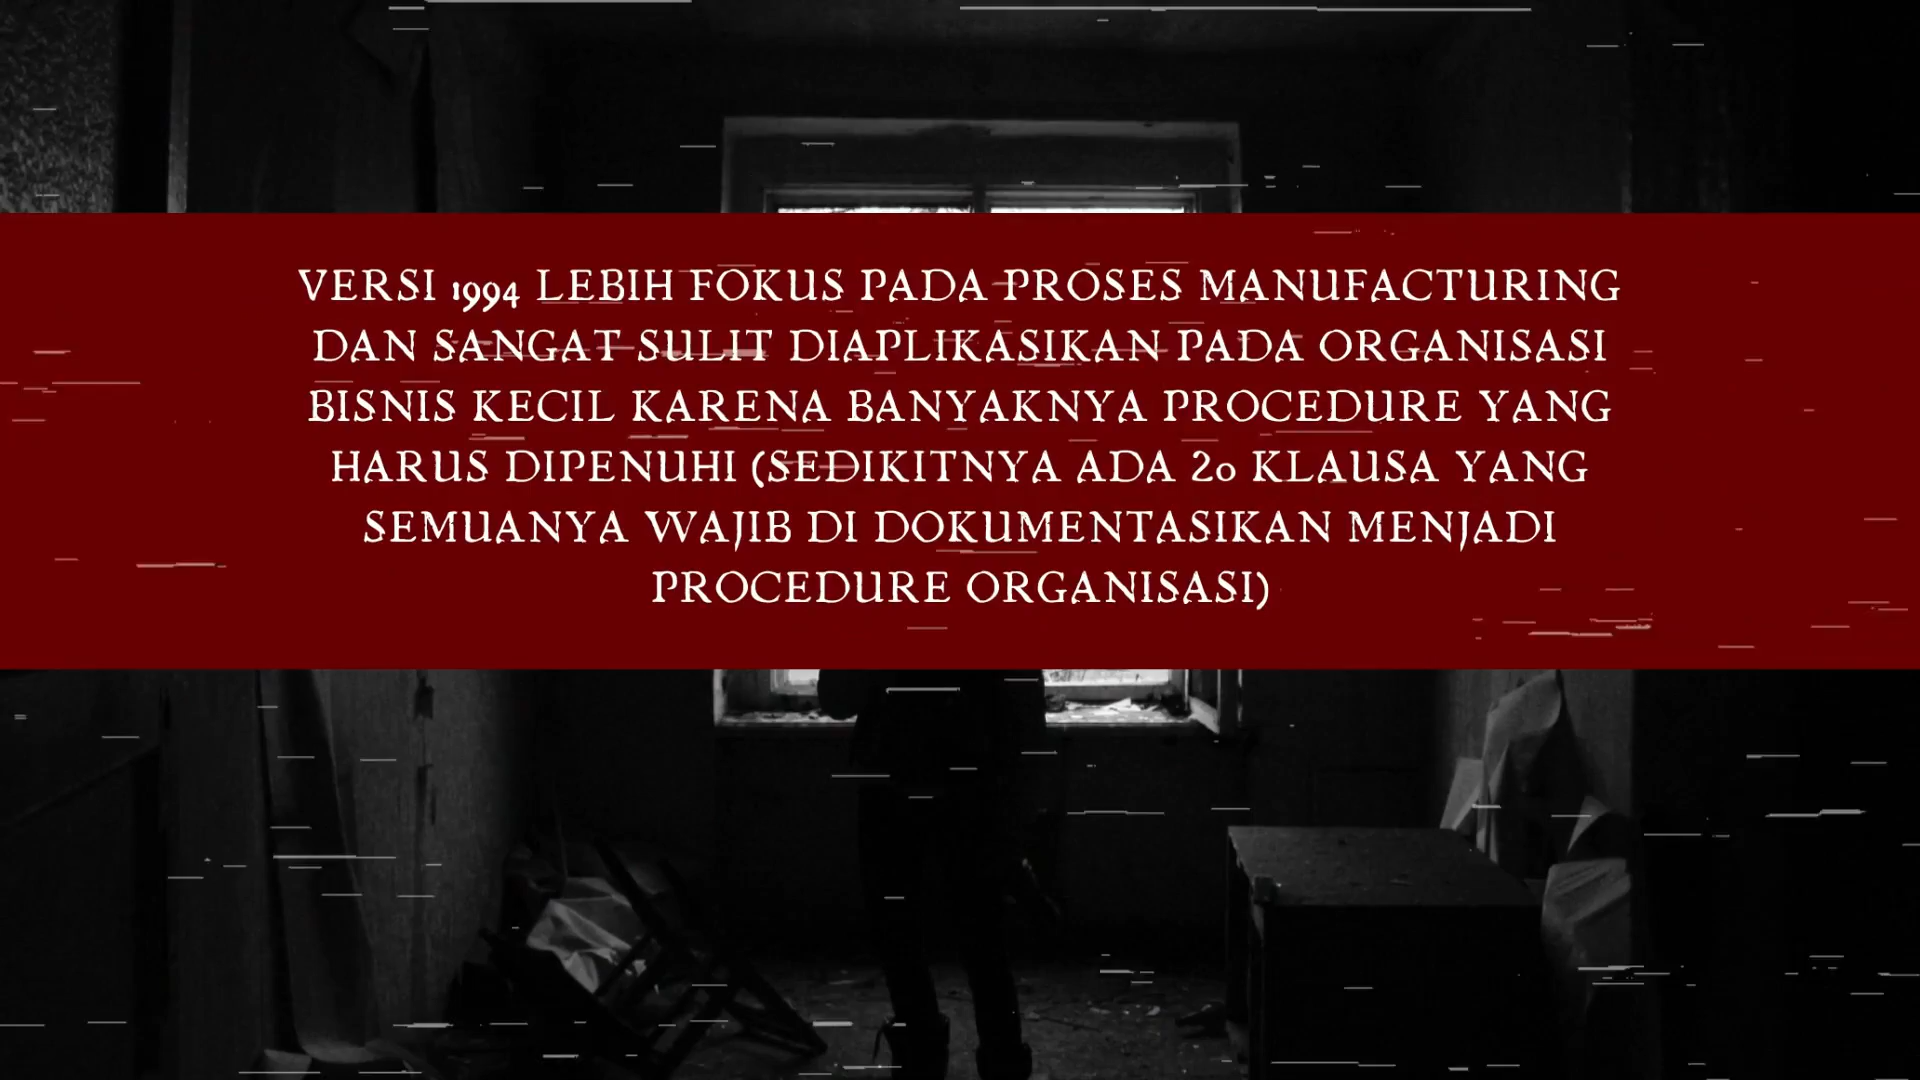 VERSI 1994 LEBIH FOKUS PADA PROSES MANUFACTURING
DAN SANGAT SULIT DIAPLIKASIKAN PADA ORGANISASI
BISNIS KECIL KARENA BANYAKNYA PROCEDURE YANG
HARUS DIPENUHI (SEDIKITNYA ADA 20 KLAUSA YANG
SEMUANYA WAJIB DI DOKUMENTASIKAN MENJADI
PROCEDURE ORGANISASI)